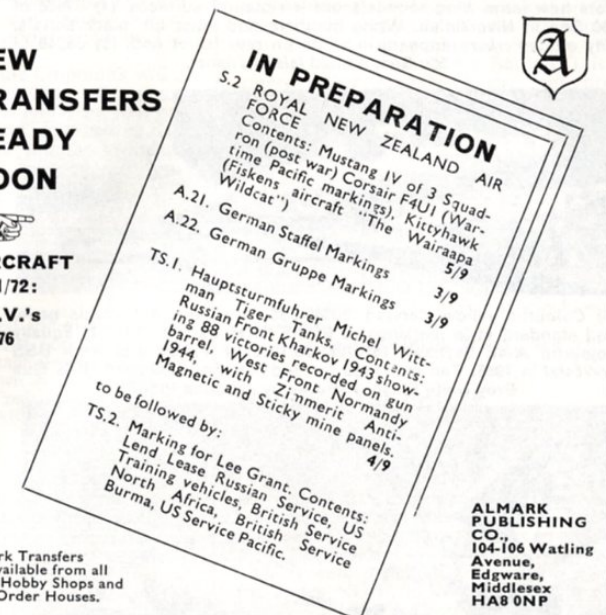 EW
RANSFERS
EADY
OON
RCRAFT
1/72:
.V.'s
76
rk Transfers
vailable from all
Hobby Shops and
Order Houses.
A
IN PREPARATION
S.2 ROYAL NEW ZEALAND AIR
FORCE
Contents: Mustang IV of 3 Squad-
ron (post war) Corsair F4UI (War-
time Pacific markings), Kittyhawk
(Fiskens aircraft "The Wairaapa
Wildcat") 5/9
A.21. German Staffel Markings 3/9
A.22. German Gruppe Markings 3/9
TS.1. Hauptsturmfuhrer Michel Witt-
man Tiger Tanks. Contents:
Russian Front Kharkov 1943 show-
ing 88 victories recorded on gun
barrel, West Front Normandy
1944, with Zimmerit Anti-
Magnetic and Sticky mine panels.
4/9
to be followed by:
TS.2. Marking for Lee Grant. Contents:
Lend Lease Russian Service, US
Training vehicles, British Service
North Africa, British Service
Burma, US Service Pacific.
ALMARK
PUBLISHING
CO.,
104-106 Watling
Avenue,
Edgware,
Middlesex
HA8 0NP